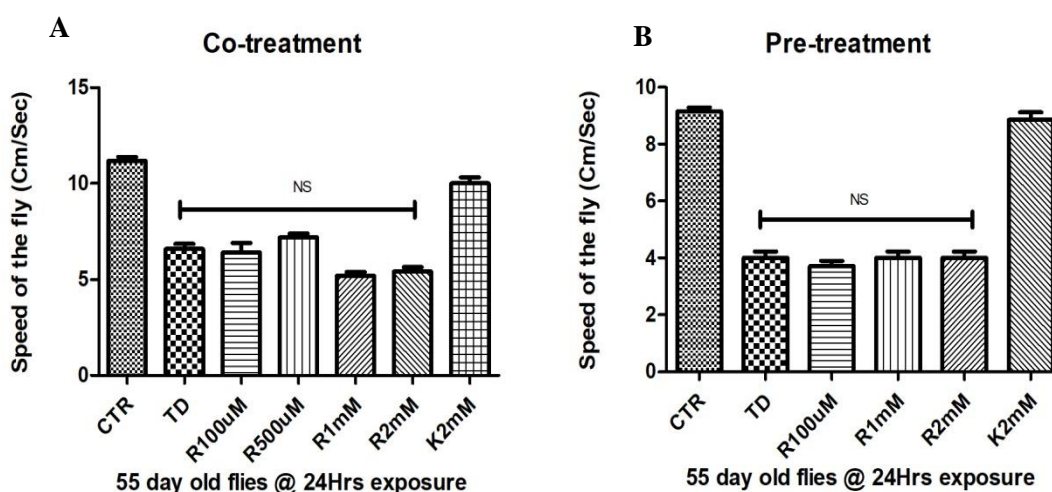 A
Co-treatment
Speed of the fly (Cm/Sec)
15
10
5
0
NS
CTR
TD
R100uM
R500uM
R1mM
R2mM
K2mM
55 day old flies @ 24Hrs exposure
B
Pre-treatment
Speed of the fly (Cm/Sec)
10
8
6
4
2
0
NS
CTR
TD
R100uM
R1mM
R2mM
K2mM
55 day old flies @ 24Hrs exposure